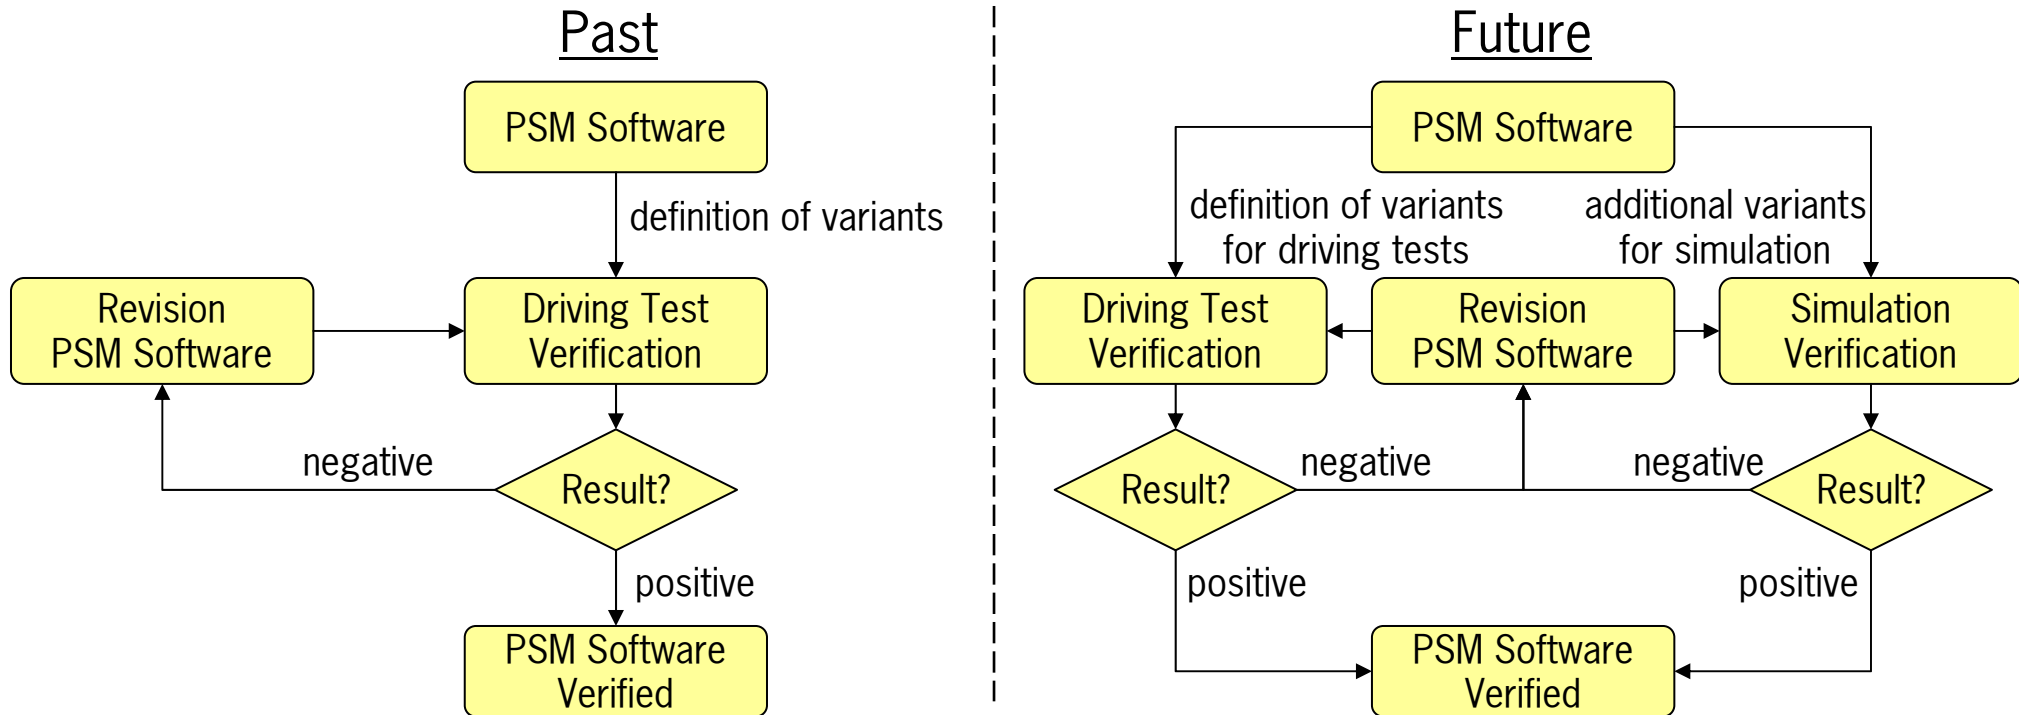 Past
PSM Software
definition of variants
Revision
PSM Software
Driving Test
Verification
negative
Result?
positive
PSM Software
Verified
Future
PSM Software
definition of variants
for driving tests
additional variants
for simulation
Driving Test
Verification
Revision
PSM Software
Simulation
Verification
Result?
negative
negative
Result?
positive
positive
PSM Software
Verified